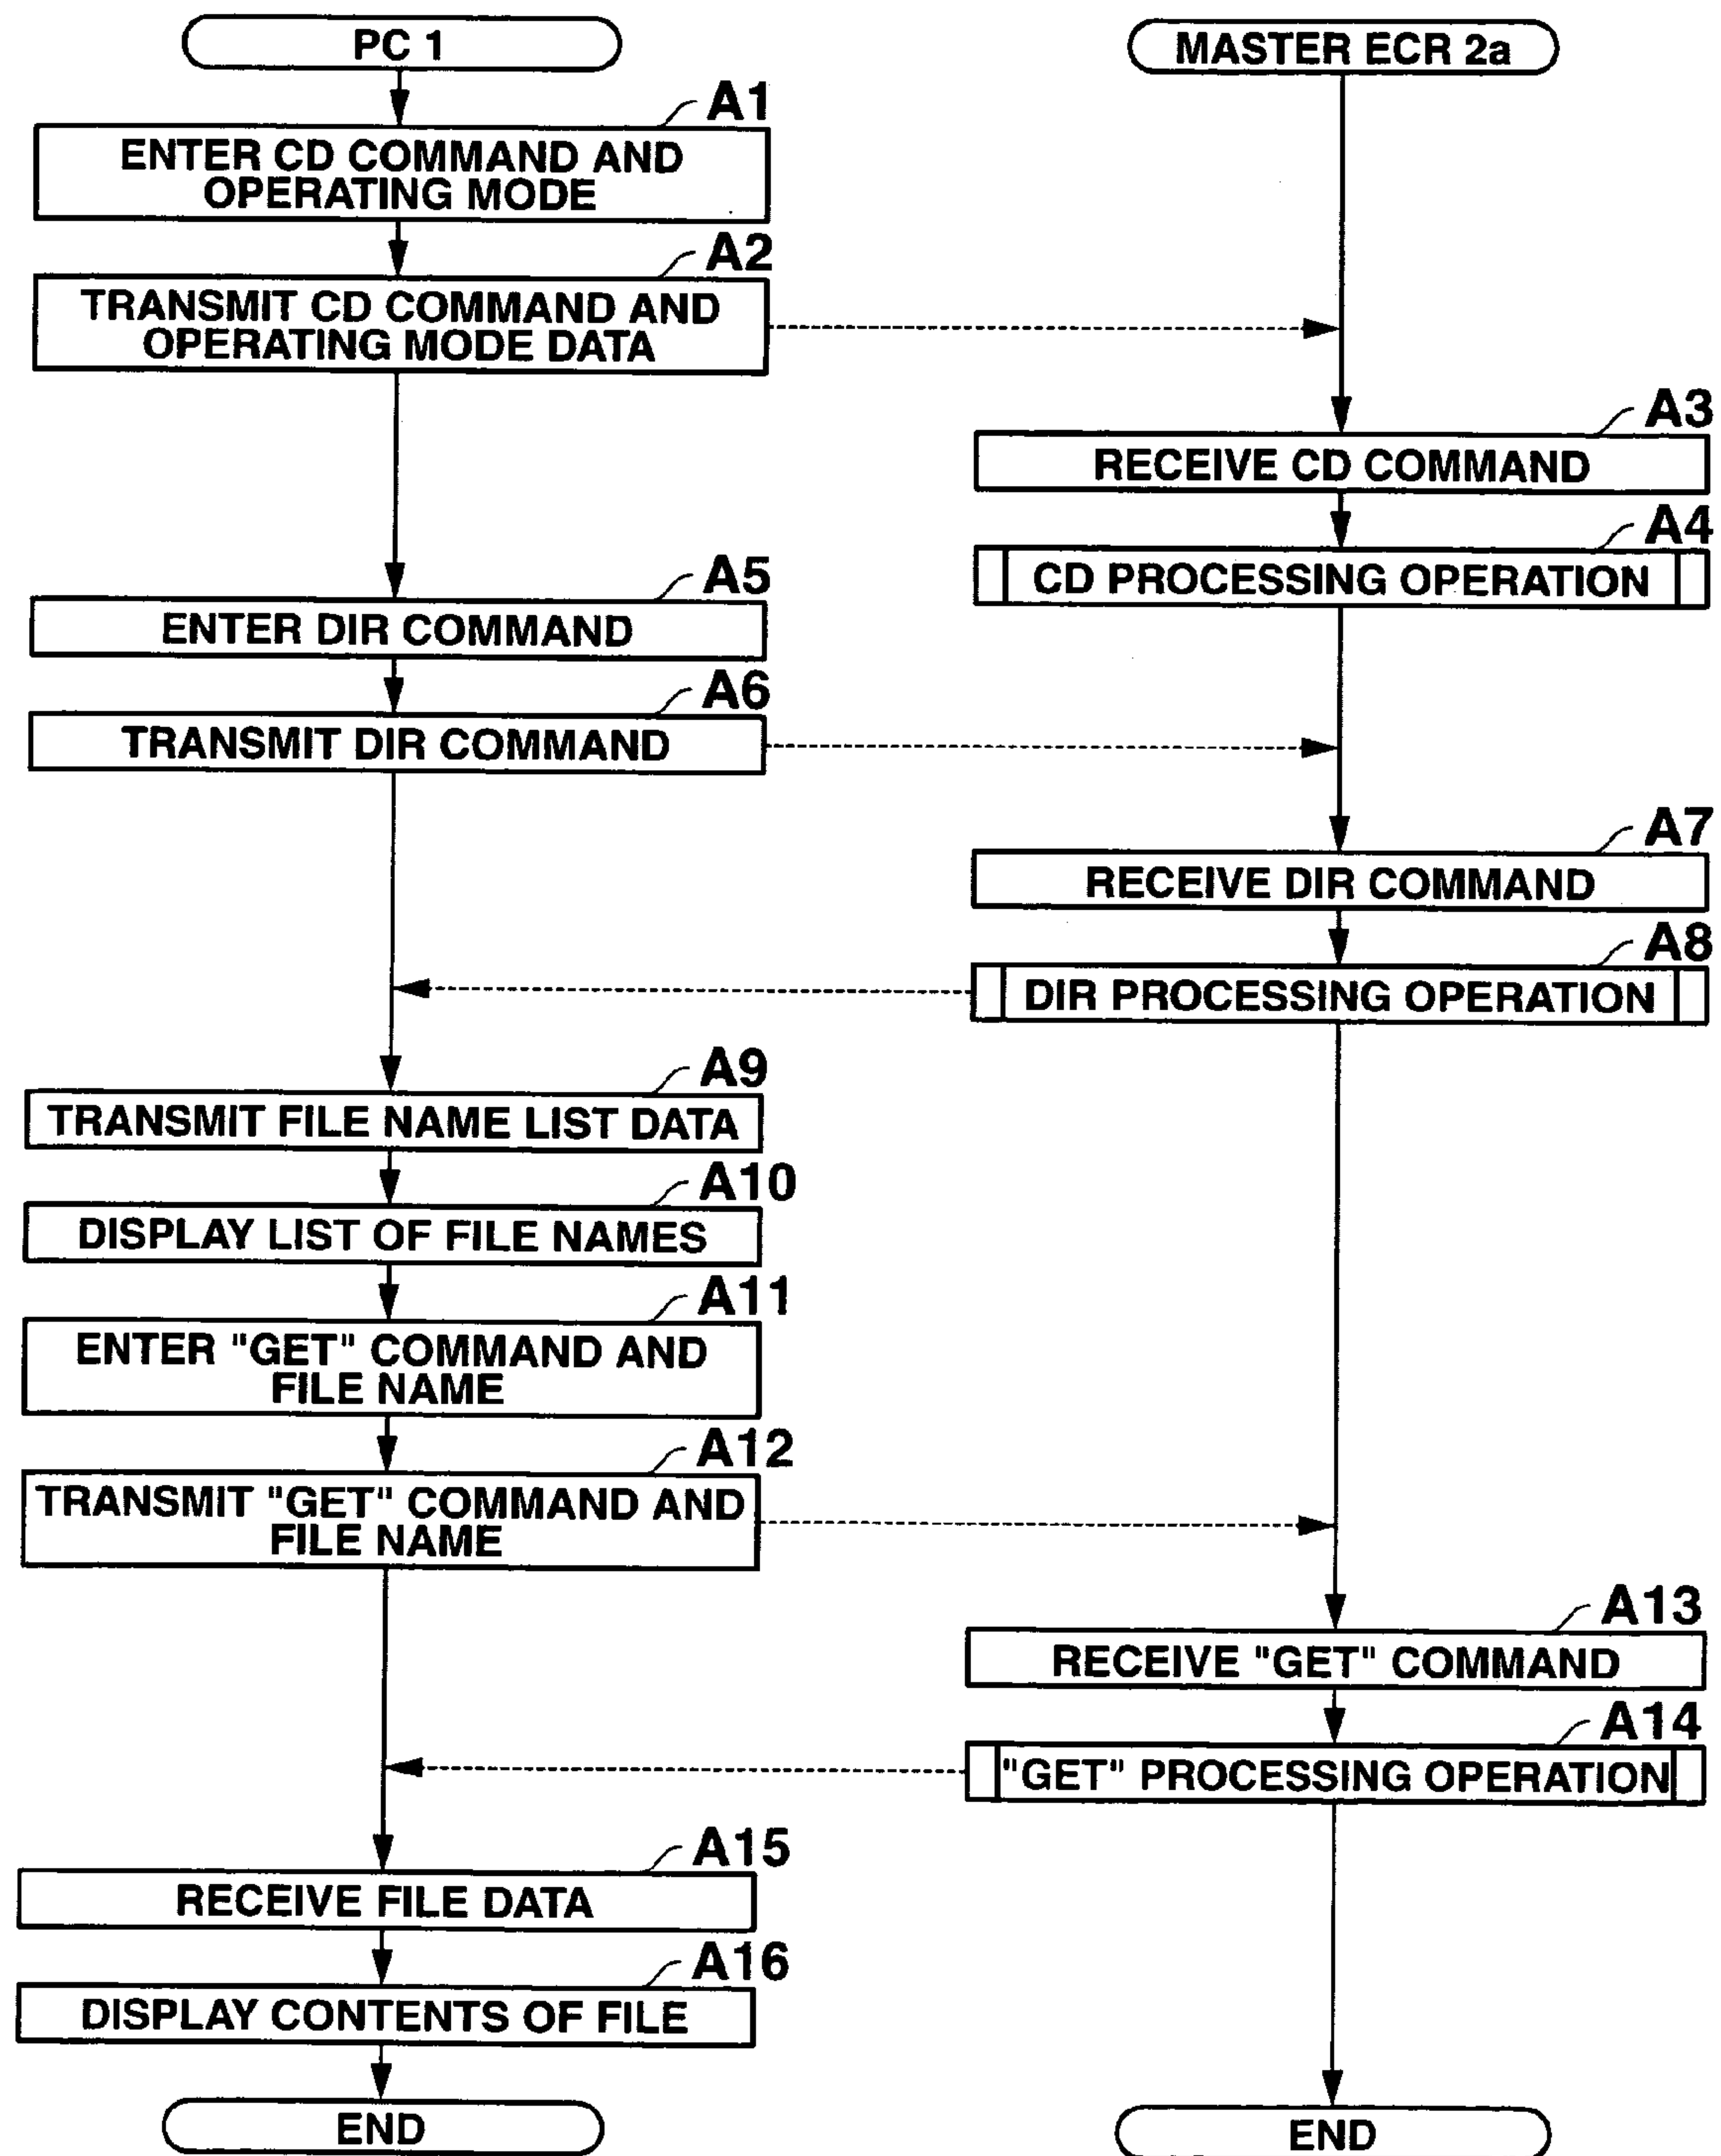 PC 1
MASTER ECR 2a
A1
ENTER CD COMMAND AND
OPERATING MODE
A2
TRANSMIT CD COMMAND AND
OPERATING MODE DATA
A3
RECEIVE CD COMMAND
A4
CD PROCESSING OPERATION
A5
ENTER DIR COMMAND
A6
TRANSMIT DIR COMMAND
A7
RECEIVE DIR COMMAND
A8
DIR PROCESSING OPERATION
A9
TRANSMIT FILE NAME LIST DATA
A10
DISPLAY LIST OF FILE NAMES
A11
ENTER "GET" COMMAND AND
FILE NAME
A12
TRANSMIT "GET" COMMAND AND
FILE NAME
A13
RECEIVE "GET" COMMAND
A14
"GET" PROCESSING OPERATION
A15
RECEIVE FILE DATA
A16
DISPLAY CONTENTS OF FILE
END
END